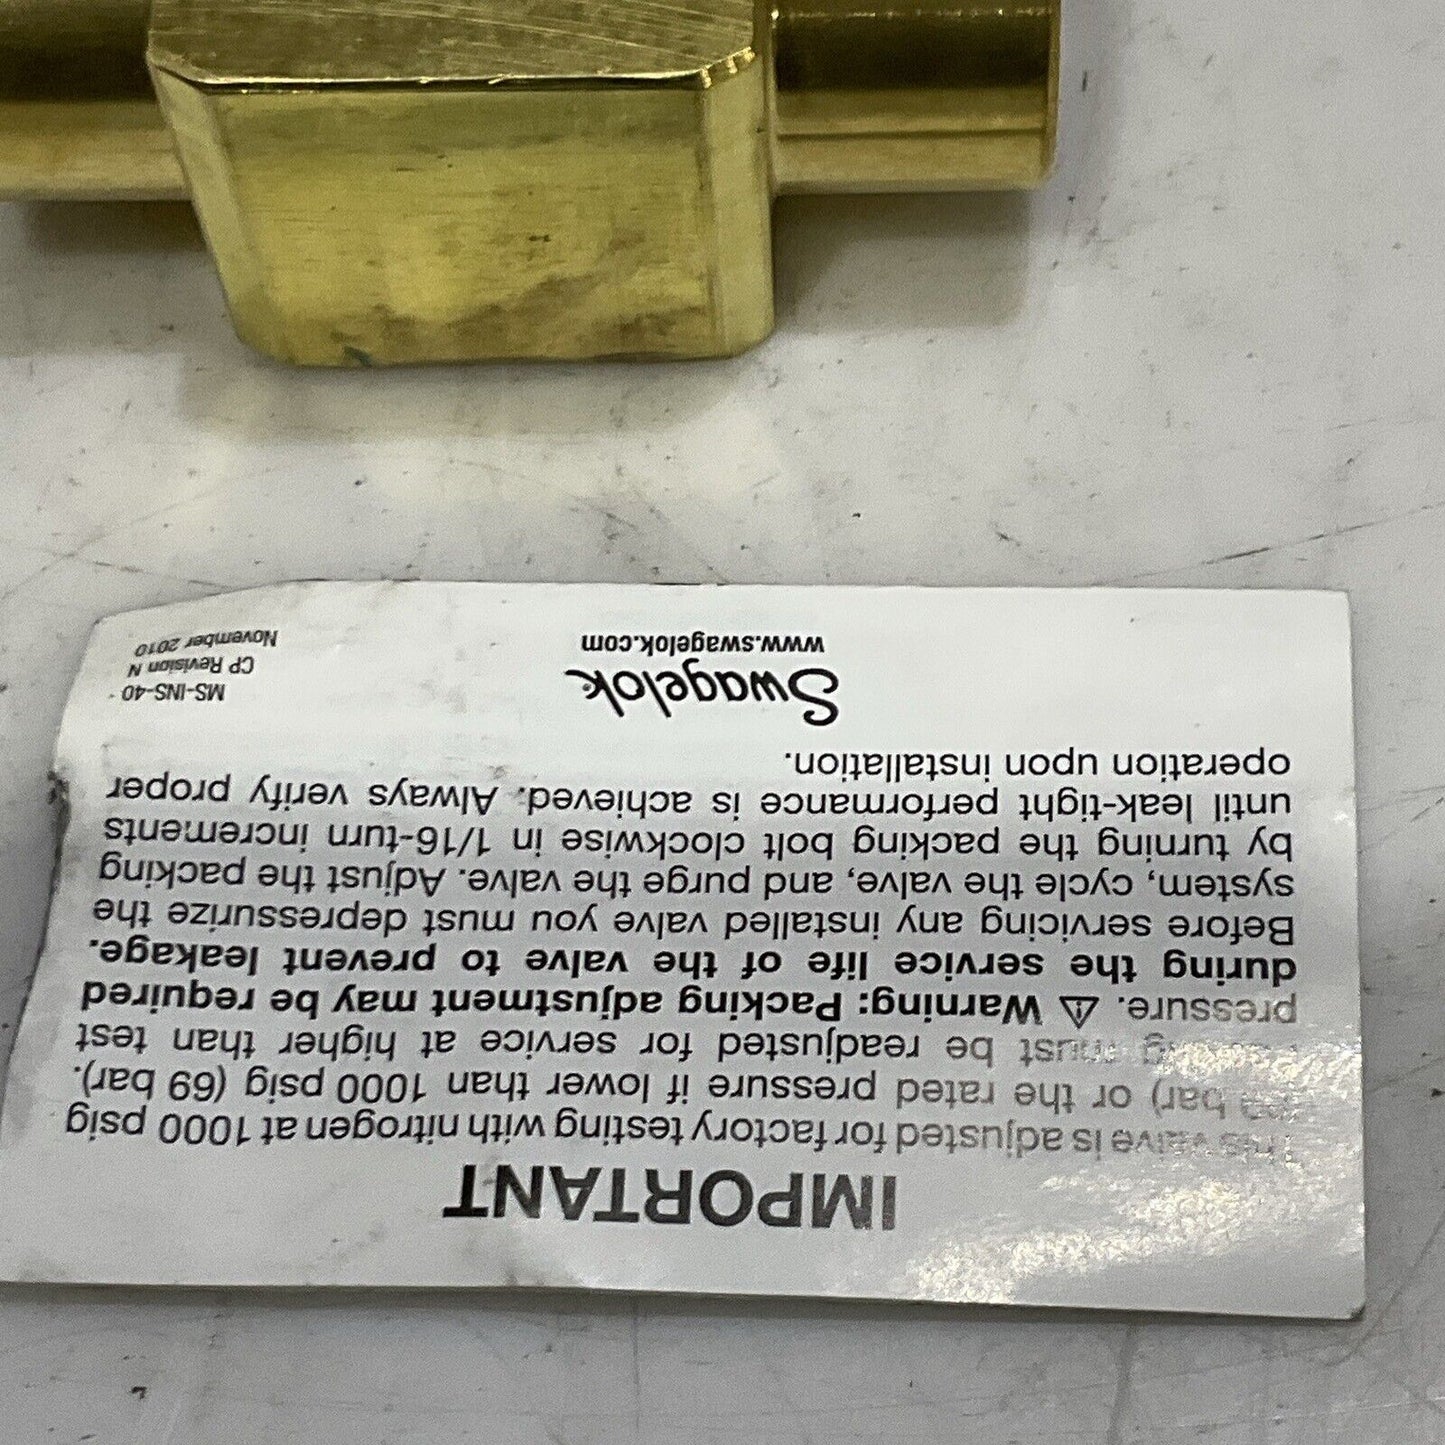 IMPORTANT
This valve is adjusted for factory testing with nitrogen at 1000 psig
bar) or the rated pressure if lower than 1000 psig (69 bar).
must be readjusted for service at higher than test
pressure. ⚠ Warning: Packing adjustment may be required
during the service life of the valve to prevent leakage.
Before servicing any installed valve you must depressurize the
system, cycle the valve, and purge the valve. Adjust the packing
by turning the packing bolt clockwise in 1/16-turn increments
until leak-tight performance is achieved. Always verify proper
operation upon installation.
Swagelok
www.swagelok.com
MS-INS-40
CP Revision N
November 2010